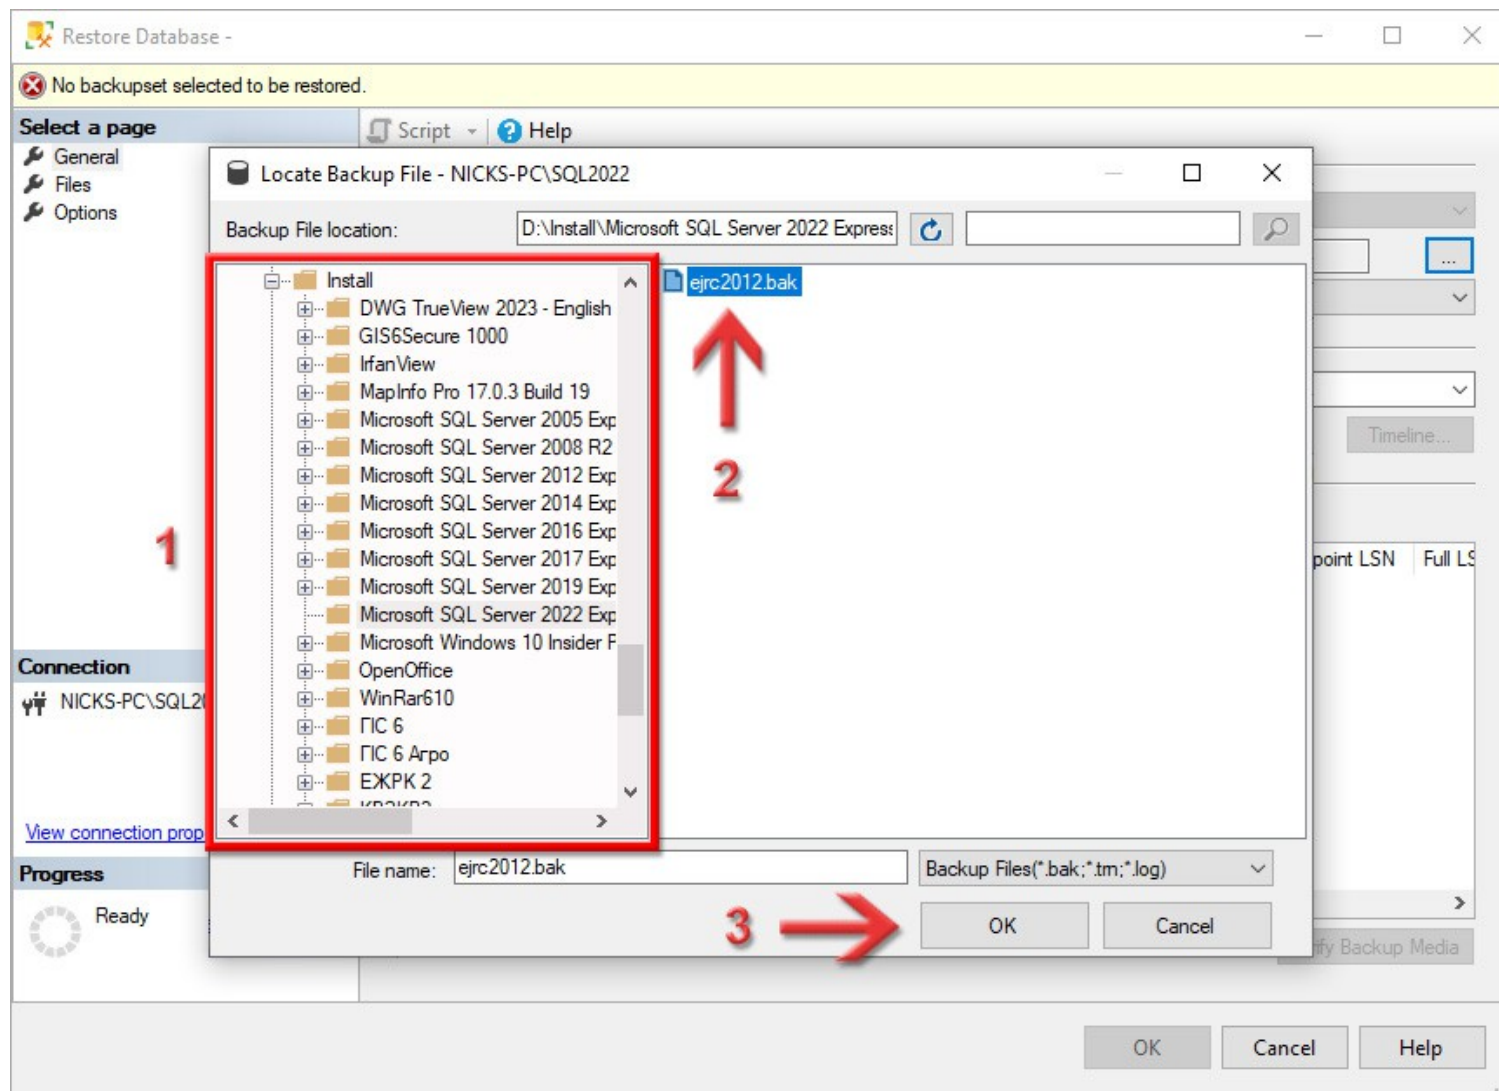 Restore Database -
No backupset selected to be restored.
Select a page
General
Files
Options
Script
Help
Locate Backup File - NICKS-PC\SQL2022
Backup File location:
D:\Install\Microsoft SQL Server 2022 Express
Install
DWG TrueView 2023 - English
GIS6Secure 1000
IrfanView
MapInfo Pro 17.0.3 Build 19
Microsoft SQL Server 2005 Exp
Microsoft SQL Server 2008 R2
Microsoft SQL Server 2012 Exp
Microsoft SQL Server 2014 Exp
Microsoft SQL Server 2016 Exp
Microsoft SQL Server 2017 Exp
Microsoft SQL Server 2019 Exp
Microsoft SQL Server 2022 Exp
Microsoft Windows 10 Insider P
OpenOffice
WinRar610
ГІС 6
ГІС 6 Агро
ЕЖРК 2
ejrc2012.bak
1
2
...
Timeline...
point LSN Full LS
Connection
NICKS-PC\SQL20
View connection prop
Progress
Ready
File name: ejrc2012.bak
Backup Files(*.bak;*.trn;*.log)
3
OK
Cancel
ify Backup Media
OK
Cancel
Help